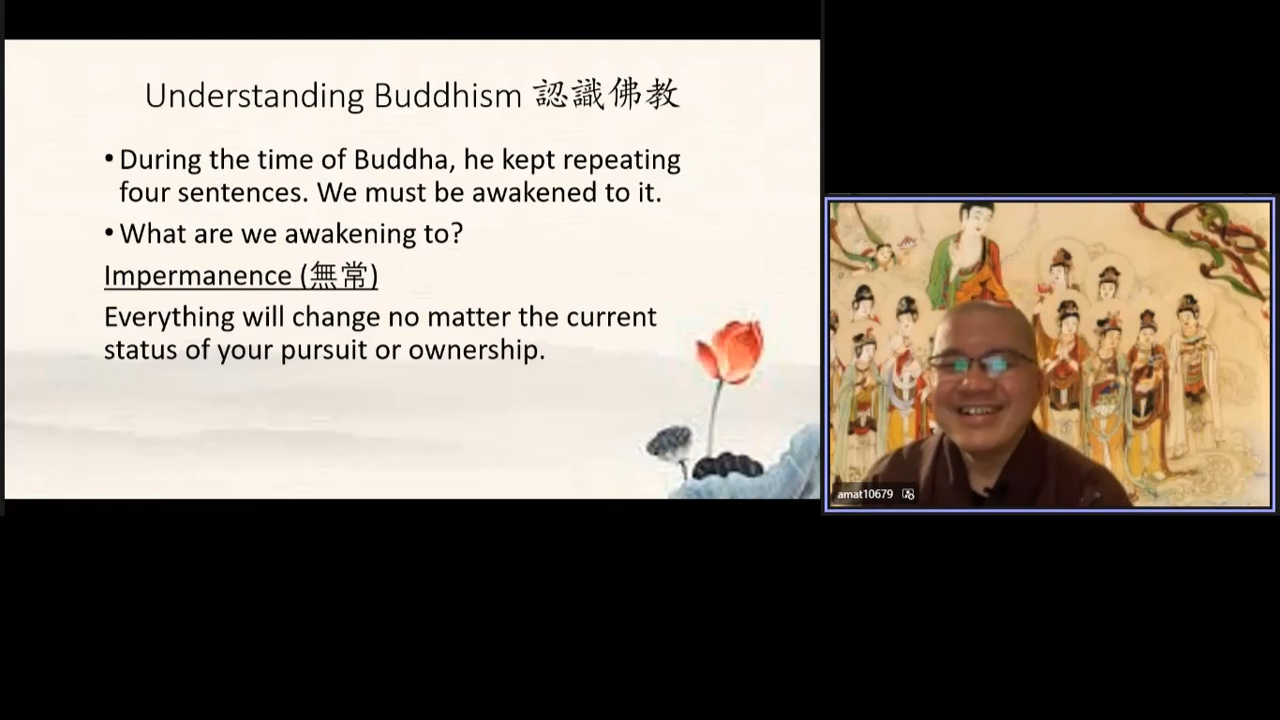 Understanding Buddhism 認識佛教
•During the time of Buddha, he kept repeating
four sentences. We must be awakened to it.
•What are we awakening to?
Impermanence (無常)
Everything will change no matter the current
status of your pursuit or ownership.
amat10679